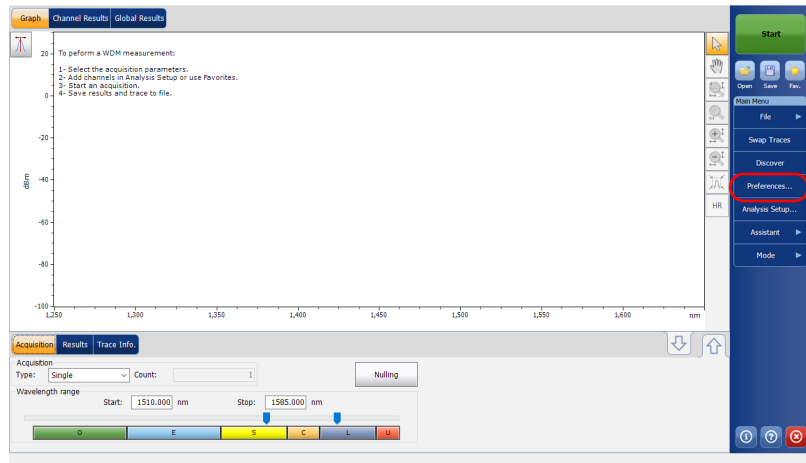 Graph Channel Results Global Results
To peform a WDM measurement:
1- Select the acquisition parameters.
2- Add channels in Analysis Setup or use Favorites.
3- Start an acquisition.
4- Save results and trace to file.
20
0
-20
-40
-60
-80
-100
dBm
1,250 1,300 1,350 1,400 1,450 1,500 1,550 1,600 nm
HR
Start
Open Save Fav.
Main Menu
File
Swap Traces
Discover
Preferences...
Analysis Setup...
Assistant
Mode
Acquisition Results Trace Info.
Acquisition
Type: Single Count: 1 Nulling
Wavelength range
Start: 1510.000 nm Stop: 1585.000 nm
O E S C L U